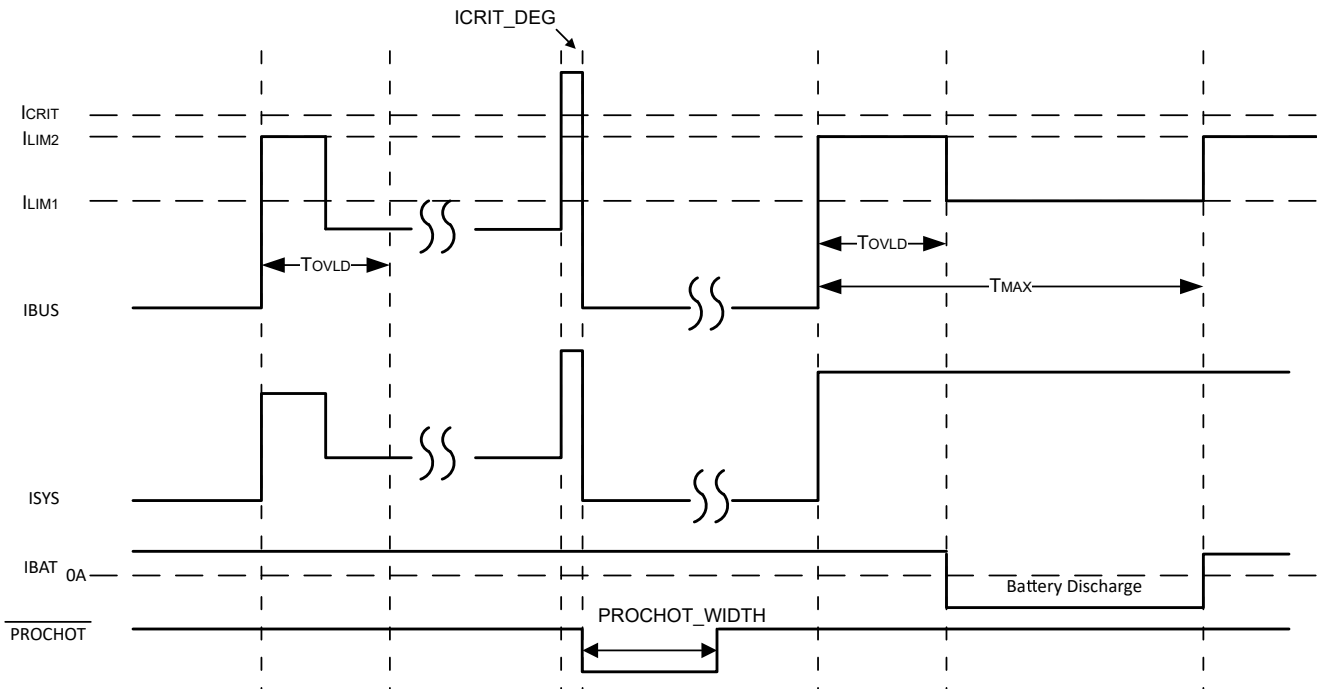 ICRIT_DEG
ICRIT
ILIM2
ILIM1
TOVLD
TOVLD
TMAX
IBUS
ISYS
IBAT 0A
Battery Discharge
PROCHOT_WIDTH
PROCHOT